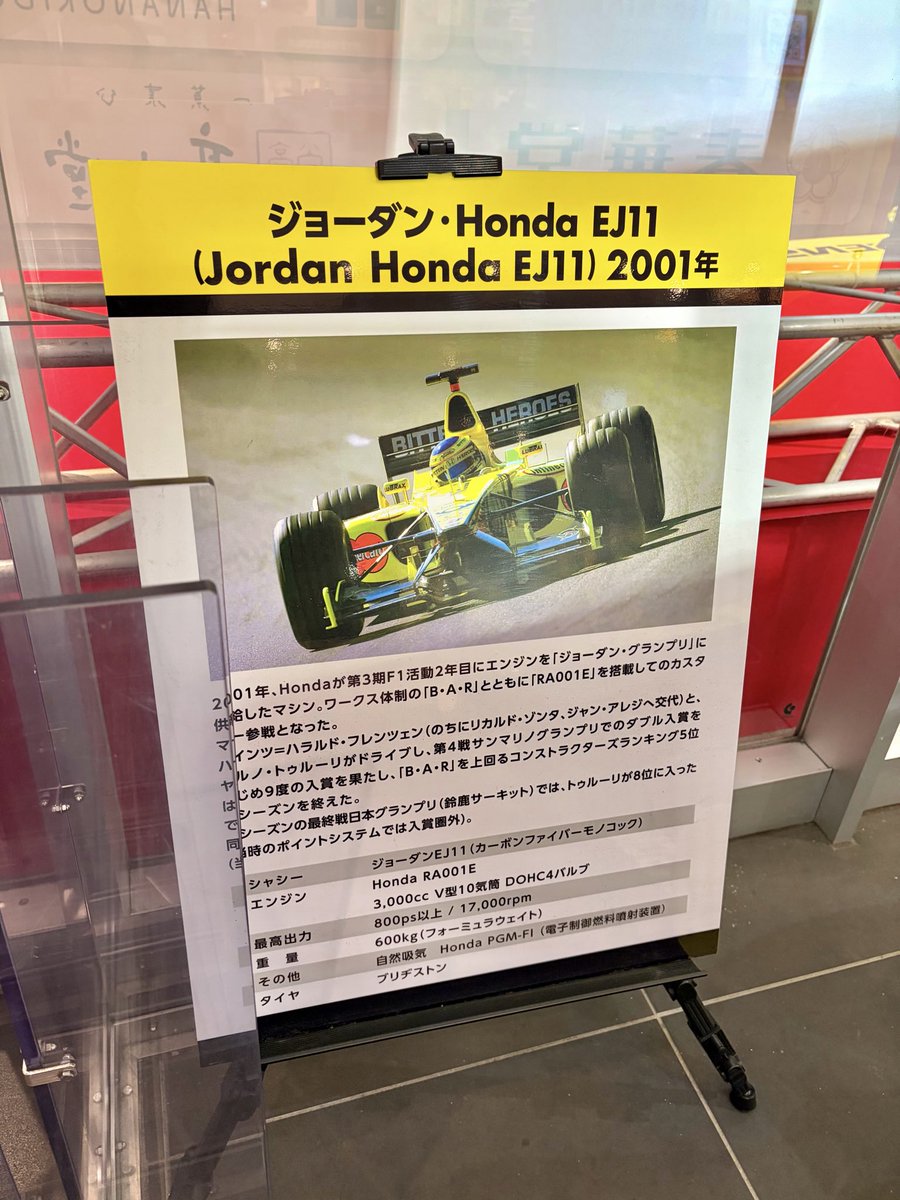 HANANOKIDO
ジョーダン・Honda EJ11
(Jordan Honda EJ11) 2001年
BITTEN HEROES
2001年、Hondaが第3期F1活動2年目にエンジンを「ジョーダン・グランプリ」に
供給したマシン。ワークス体制の「B・A・R」とともに「RA001E」を搭載してのカスタ
マー参戦となった。
ハインツ=ハラルド・フレンツェン(のちにリカルド・ゾンタ、ジャン・アレジへ交代)と、
ヤルノ・トゥルーリがドライブし、第4戦サンマリノグランプリでのダブル入賞を
はじめ9度の入賞を果たし、「B・A・R」を上回るコンストラクターズランキング5位
でシーズンを終えた。
同シーズンの最終戦日本グランプリ(鈴鹿サーキット)では、トゥルーリが8位に入った
(当時のポイントシステムでは入賞圏外)。
シャシー ジョーダンEJ11(カーボンファイバーモノコック)
エンジン Honda RA001E
3,000cc V型10気筒 DOHC4バルブ
最高出力 800ps以上 / 17,000rpm
重 量 600kg(フォーミュラウェイト)
その他 自然吸気 Honda PGM-FI (電子制御燃料噴射装置)
タイヤ ブリヂストン